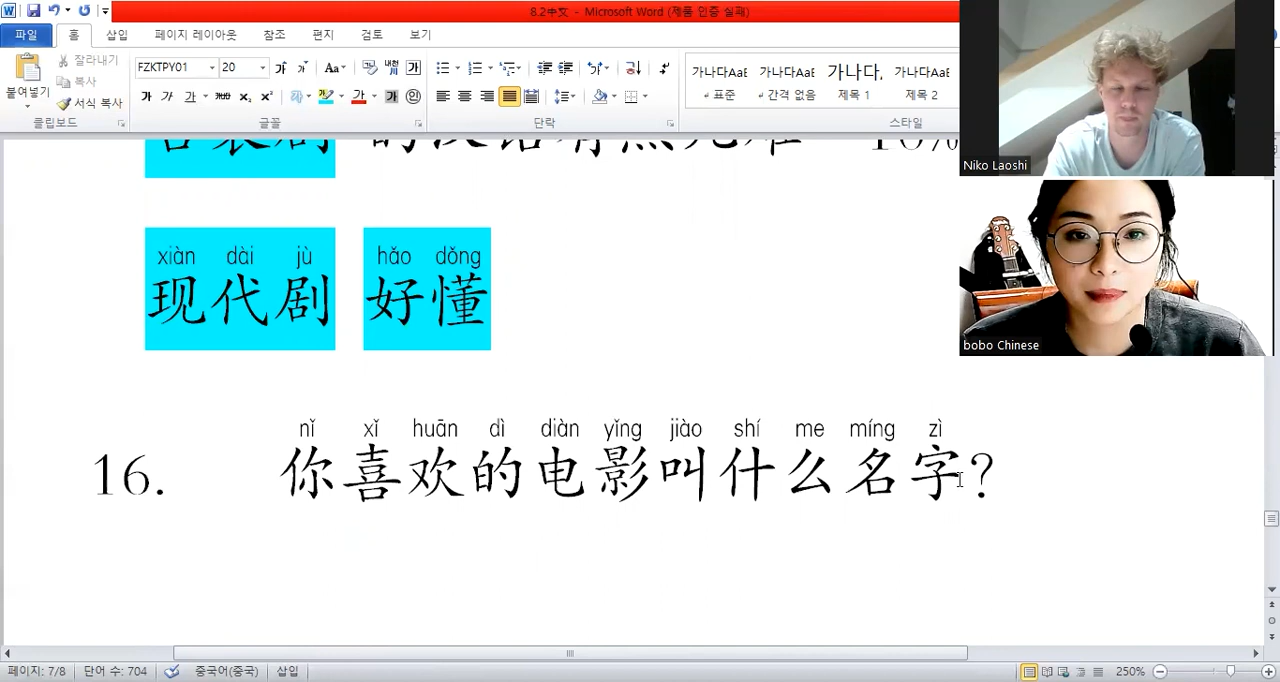 8.2中文 - Microsoft Word (제품 인증 실패)
파일 홈 삽입 페이지 레이아웃 참조 편지 검토 보기
잘라내기
복사
서식 복사
붙여넣기
클립보드
FZKTPY01 20
가 가 가
글꼴
단락
가나다AaB 가나다AaB 가나다, 가나다AaB
표준 간격 없음 제목 1 제목 2
스타일
Niko Laoshi
bobo Chinese
xiàn dài jù hǎo dǒng
现代剧 好懂
nǐ xǐ huān dì diàn yǐng jiào shí me míng zì
16. 你喜欢的电影叫什么名字?
페이지: 7/8 단어 수: 704 중국어(중국) 삽입 250%